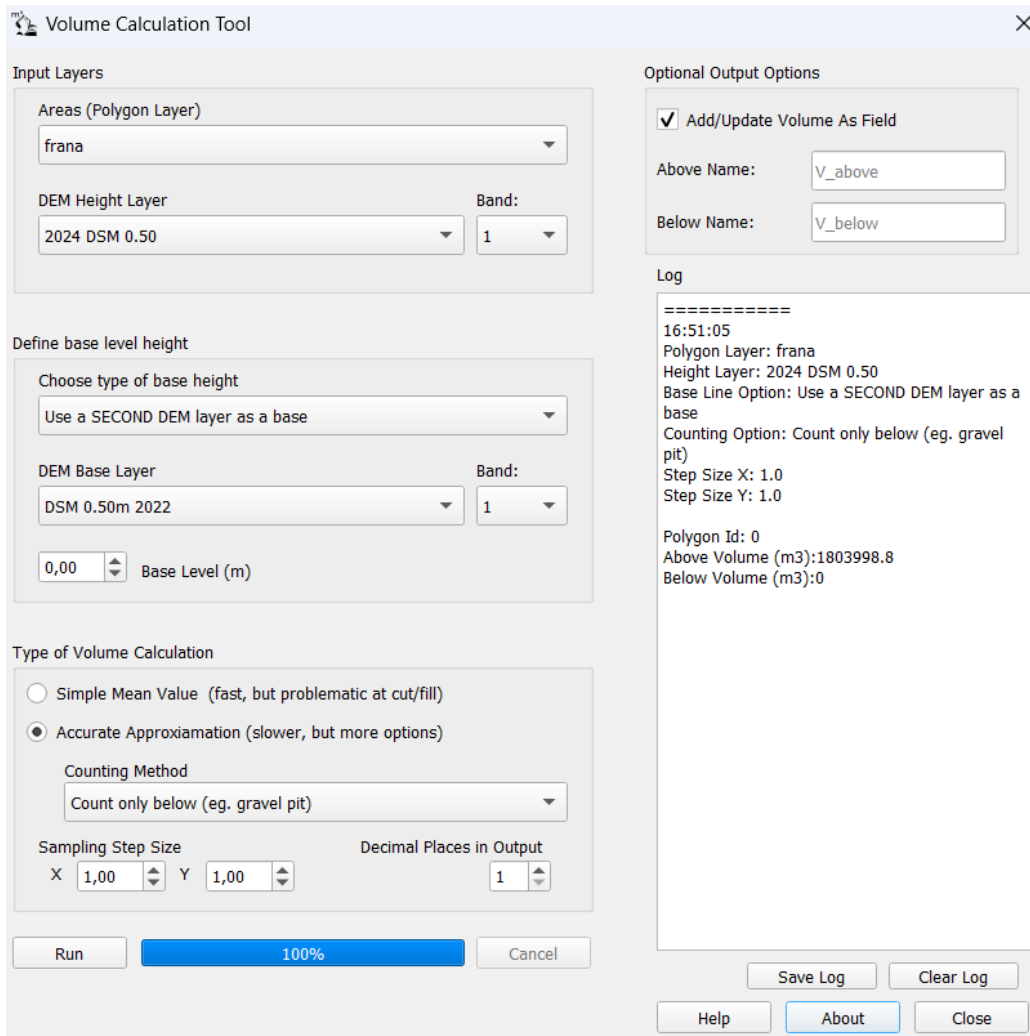 m³ Volume Calculation Tool
Input Layers
Areas (Polygon Layer)
frana
DEM Height Layer Band:
2024 DSM 0.50 1
Define base level height
Choose type of base height
Use a SECOND DEM layer as a base
DEM Base Layer Band:
DSM 0.50m 2022 1
0,00 Base Level (m)
Type of Volume Calculation
Simple Mean Value (fast, but problematic at cut/fill)
Accurate Approxiamation (slower, but more options)
Counting Method
Count only below (eg. gravel pit)
Sampling Step Size Decimal Places in Output
X 1,00 Y 1,00 1
Run 100% Cancel
Optional Output Options
Add/Update Volume As Field
Above Name: V_above
Below Name: V_below
Log
===========
16:51:05
Polygon Layer: frana
Height Layer: 2024 DSM 0.50
Base Line Option: Use a SECOND DEM layer as a
base
Counting Option: Count only below (eg. gravel
pit)
Step Size X: 1.0
Step Size Y: 1.0
Polygon Id: 0
Above Volume (m3):1803998.8
Below Volume (m3):0
Save Log Clear Log
Help About Close